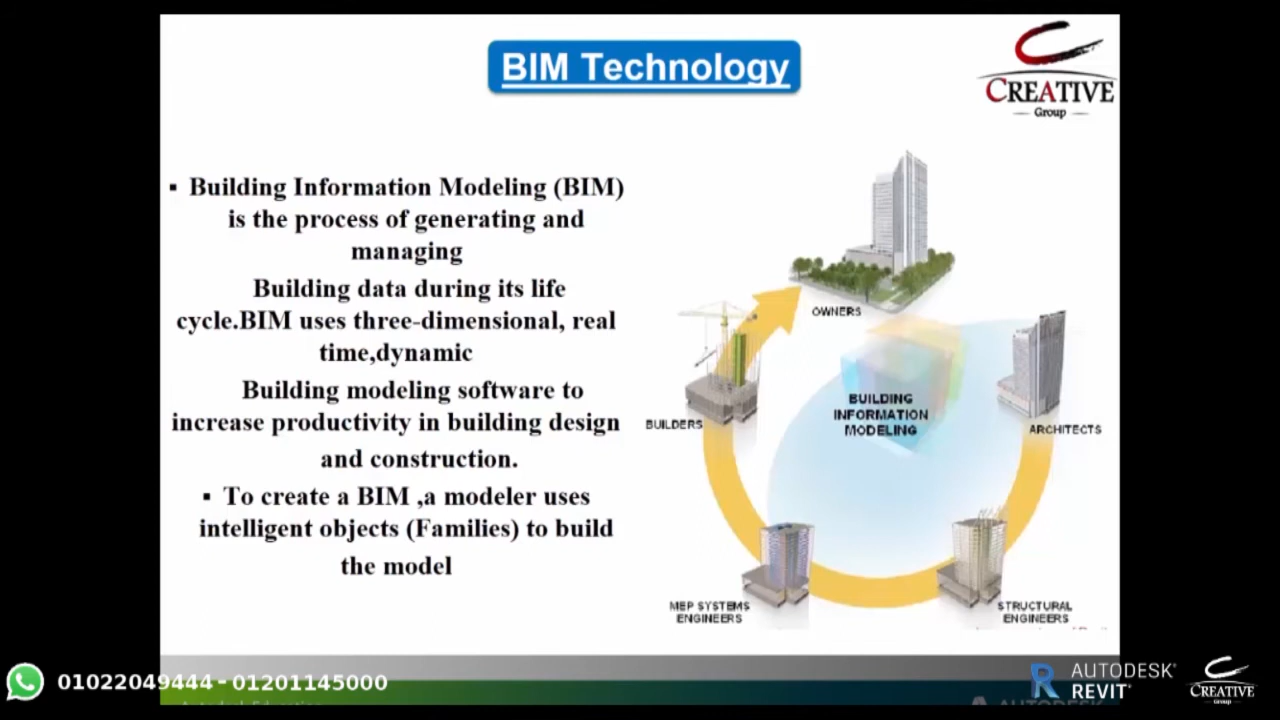 BIM Technology
CREATIVE
Group
▪ Building Information Modeling (BIM)
is the process of generating and
managing
Building data during its life
cycle.BIM uses three-dimensional, real
time,dynamic
Building modeling software to
increase productivity in building design
and construction.
▪ To create a BIM ,a modeler uses
intelligent objects (Families) to build
the model
OWNERS
BUILDERS
BUILDING
INFORMATION
MODELING
ARCHITECTS
MEP SYSTEMS
ENGINEERS
STRUCTURAL
ENGINEERS
01022049444 - 01201145000
AUTODESK®
REVIT®
CREATIVE
Group